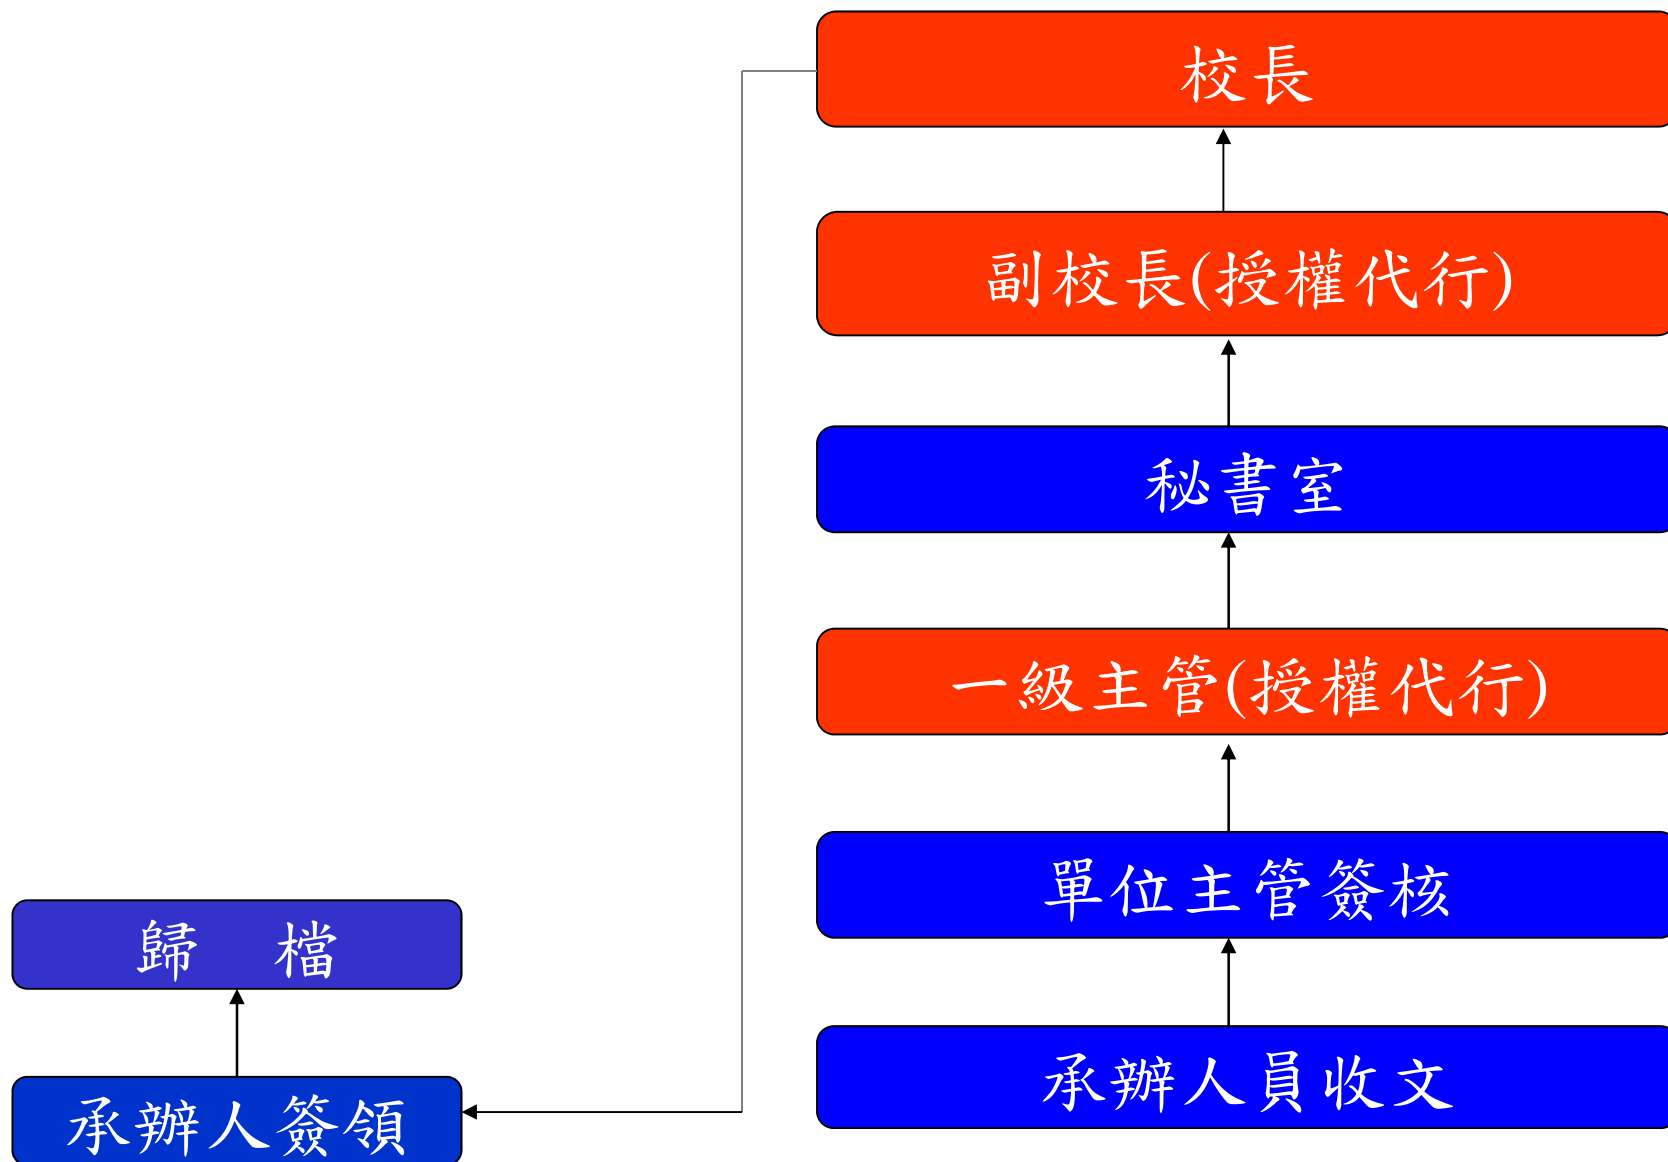 校長
副校長(授權代行)
秘書室
一級主管(授權代行)
單位主管簽核
歸　檔
承辦人員收文
承辦人簽領